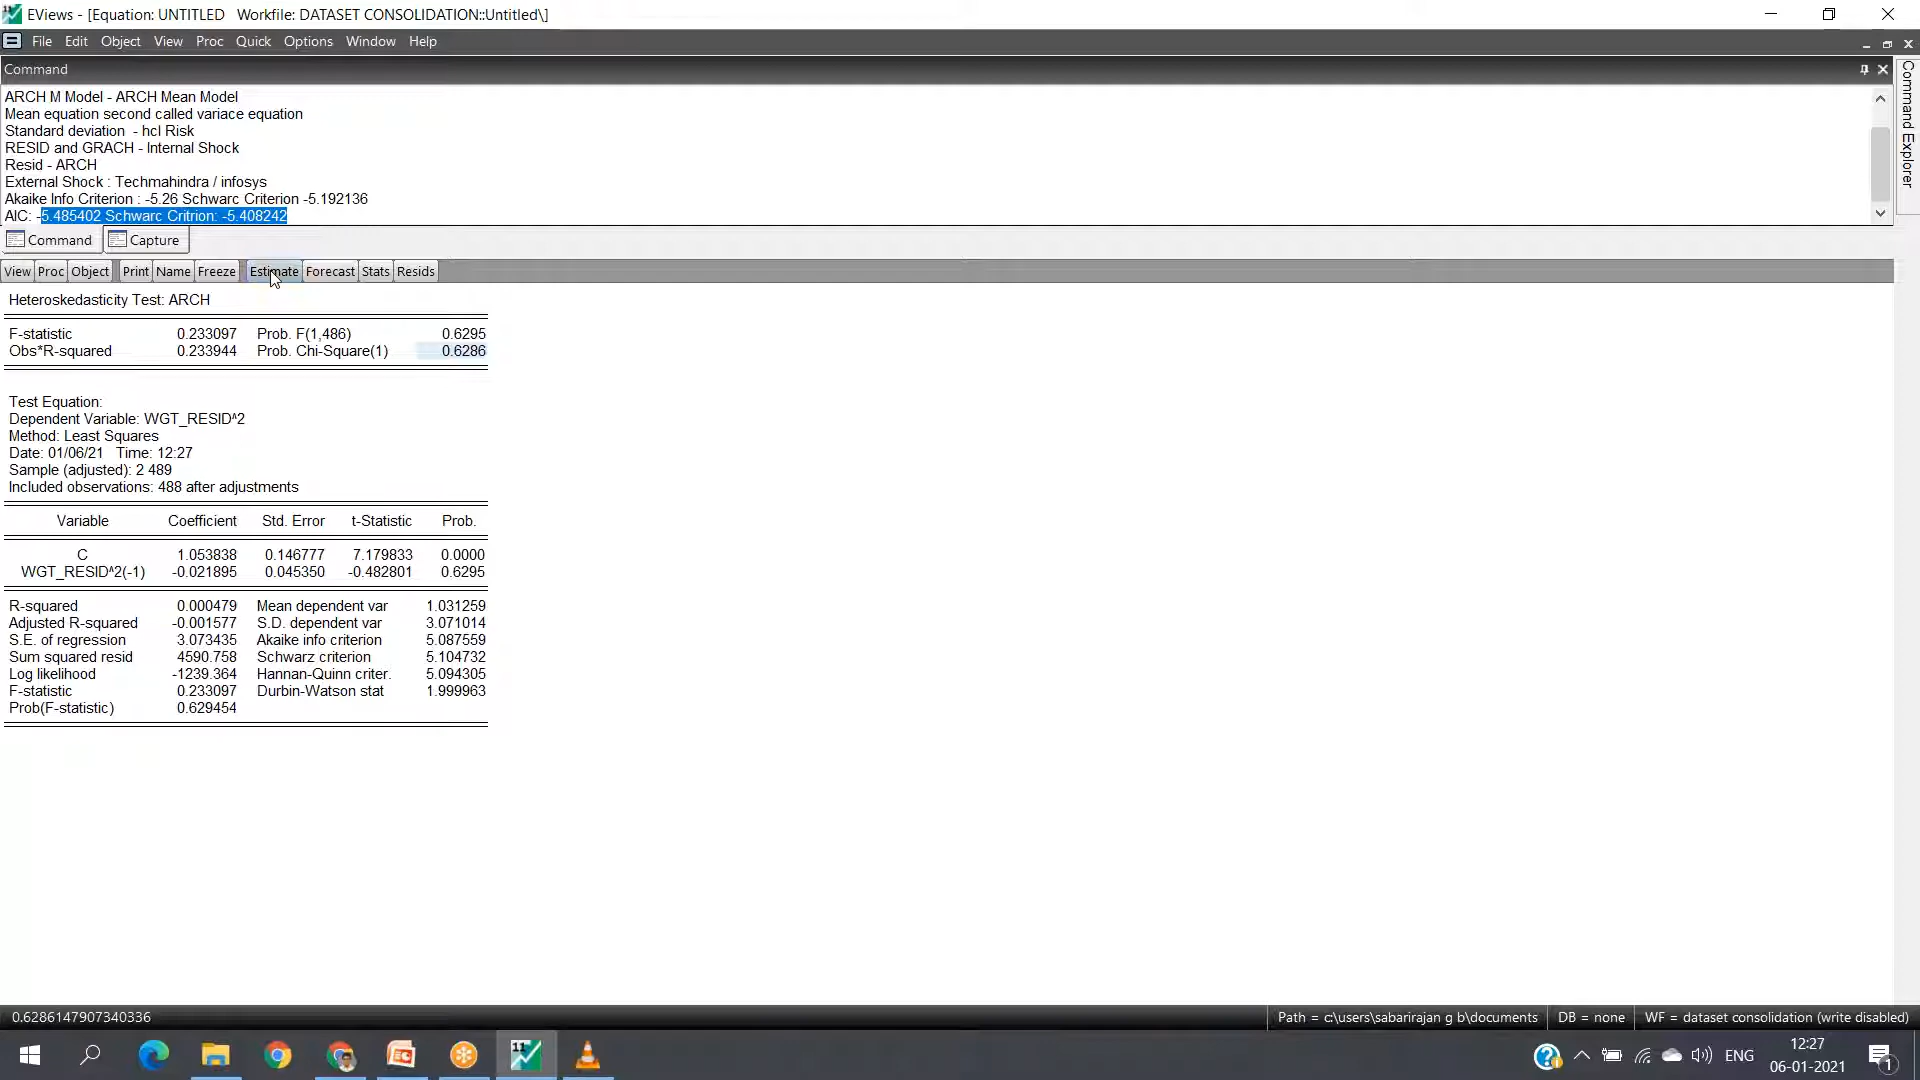 EViews - [Equation: UNTITLED   Workfile: DATASET CONSOLIDATION::Untitled\]
File Edit Object View Proc Quick Options Window Help
Command
ARCH M Model - ARCH Mean Model
Mean equation second called variace equation
Standard deviation  - hcl Risk
RESID and GRACH - Internal Shock
Resid - ARCH
External Shock : Techmahindra / infosys
Akaike Info Criterion : -5.26 Schwarc Criterion -5.192136
AIC: -5.485402 Schwarc Critrion: -5.408242
Command Explorer
Command Capture
View Proc Object Print Name Freeze Estimate Forecast Stats Resids
Heteroskedasticity Test: ARCH
F-statistic 0.233097 Prob. F(1,486) 0.6295
Obs*R-squared 0.233944 Prob. Chi-Square(1) 0.6286
Test Equation:
Dependent Variable: WGT_RESID^2
Method: Least Squares
Date: 01/06/21   Time: 12:27
Sample (adjusted): 2 489
Included observations: 488 after adjustments
Variable Coefficient Std. Error t-Statistic Prob.
C 1.053838 0.146777 7.179833 0.0000
WGT_RESID^2(-1) -0.021895 0.045350 -0.482801 0.6295
R-squared 0.000479 Mean dependent var 1.031259
Adjusted R-squared -0.001577 S.D. dependent var 3.071014
S.E. of regression 3.073435 Akaike info criterion 5.087559
Sum squared resid 4590.758 Schwarz criterion 5.104732
Log likelihood -1239.364 Hannan-Quinn criter. 5.094305
F-statistic 0.233097 Durbin-Watson stat 1.999963
Prob(F-statistic) 0.629454
0.6286147907340336 Path = c:\users\sabarirajan g b\documents DB = none WF = dataset consolidation (write disabled)
11 ENG 12:27
06-01-2021 1